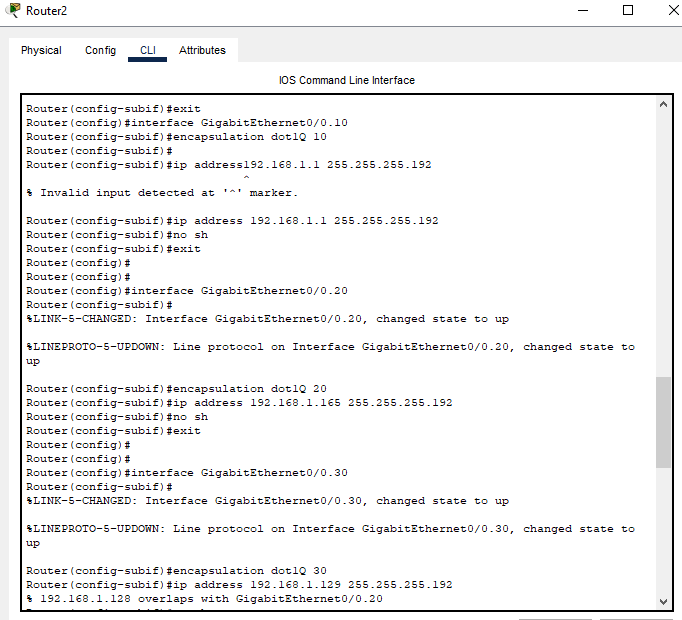 Router2
Physical Config CLI Attributes
IOS Command Line Interface
Router(config-subif)#exit
Router(config)#interface GigabitEthernet0/0.10
Router(config-subif)#encapsulation dot1Q 10
Router(config-subif)#
Router(config-subif)#ip address192.168.1.1 255.255.255.192
^
% Invalid input detected at '^' marker.
Router(config-subif)#ip address 192.168.1.1 255.255.255.192
Router(config-subif)#no sh
Router(config-subif)#exit
Router(config)#
Router(config)#
Router(config)#interface GigabitEthernet0/0.20
Router(config-subif)#
%LINK-5-CHANGED: Interface GigabitEthernet0/0.20, changed state to up
%LINEPROTO-5-UPDOWN: Line protocol on Interface GigabitEthernet0/0.20, changed state to
up
Router(config-subif)#encapsulation dot1Q 20
Router(config-subif)#ip address 192.168.1.165 255.255.255.192
Router(config-subif)#no sh
Router(config-subif)#exit
Router(config)#
Router(config)#
Router(config)#interface GigabitEthernet0/0.30
Router(config-subif)#
%LINK-5-CHANGED: Interface GigabitEthernet0/0.30, changed state to up
%LINEPROTO-5-UPDOWN: Line protocol on Interface GigabitEthernet0/0.30, changed state to
up
Router(config-subif)#encapsulation dot1Q 30
Router(config-subif)#ip address 192.168.1.129 255.255.255.192
% 192.168.1.128 overlaps with GigabitEthernet0/0.20